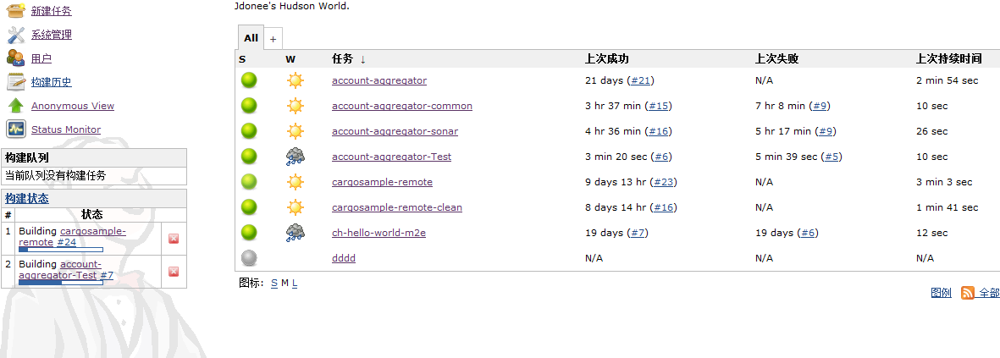 新建任务
系统管理
用户
构建历史
Anonymous View
Status Monitor
构建队列
当前队列没有构建任务
构建状态
# 状态
1 Building cargosample-
remote #24
2 Building account-
aggregator-Test #7
Jdonee's Hudson World.
All +
S W 任务 ↓ 上次成功 上次失败 上次持续时间
account-aggregator 21 days (#21) N/A 2 min 54 sec
account-aggregator-common 3 hr 37 min (#15) 7 hr 8 min (#9) 10 sec
account-aggregator-sonar 4 hr 36 min (#16) 5 hr 17 min (#9) 26 sec
account-aggregator-Test 3 min 20 sec (#6) 5 min 39 sec (#5) 10 sec
cargosample-remote 9 days 13 hr (#23) N/A 3 min 3 sec
cargosample-remote-clean 8 days 14 hr (#16) N/A 1 min 41 sec
ch-hello-world-m2e 19 days (#7) 19 days (#6) 12 sec
dddd N/A N/A N/A
图标: S M L
图例 全部